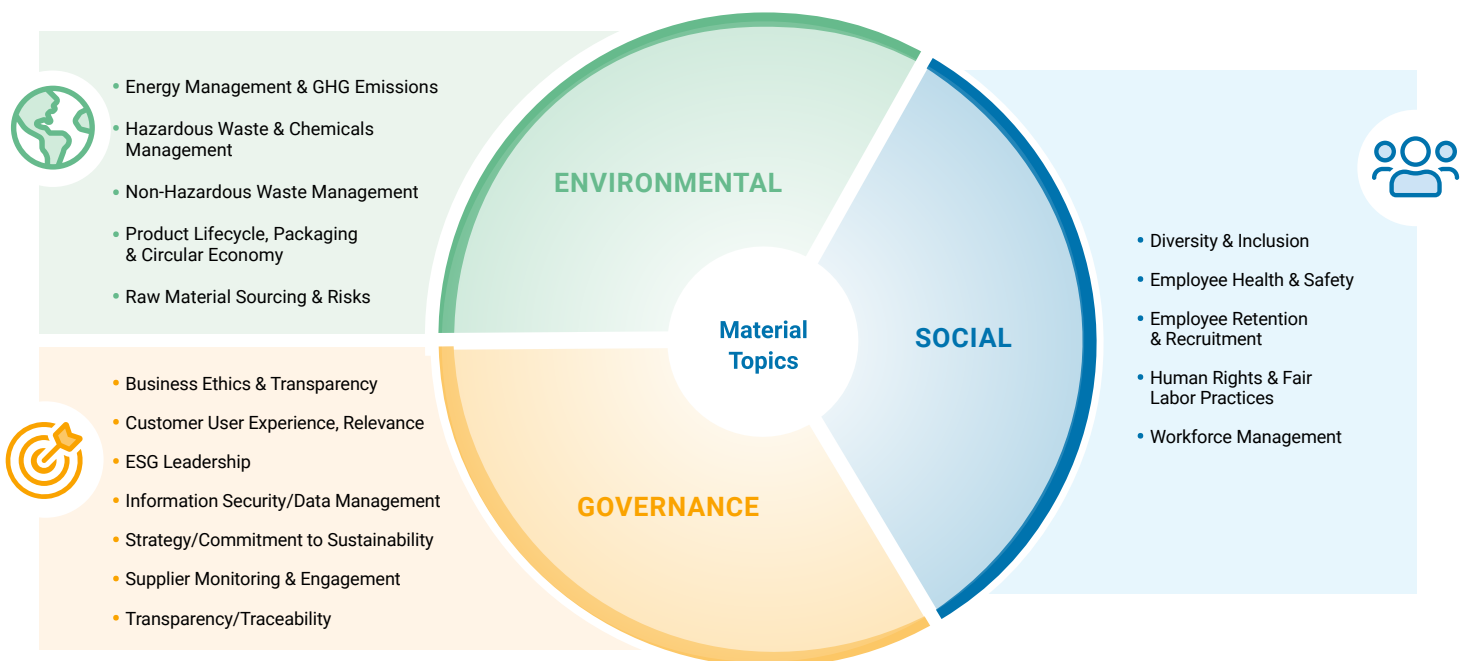 • Energy Management & GHG Emissions
• Hazardous Waste & Chemicals
Management
• Non-Hazardous Waste Management
• Product Lifecycle, Packaging
& Circular Economy
• Raw Material Sourcing & Risks
ENVIRONMENTAL
Material
Topics
SOCIAL
• Diversity & Inclusion
• Employee Health & Safety
• Employee Retention
& Recruitment
• Human Rights & Fair
Labor Practices
• Workforce Management
• Business Ethics & Transparency
• Customer User Experience, Relevance
• ESG Leadership
• Information Security/Data Management
• Strategy/Commitment to Sustainability
• Supplier Monitoring & Engagement
• Transparency/Traceability
GOVERNANCE